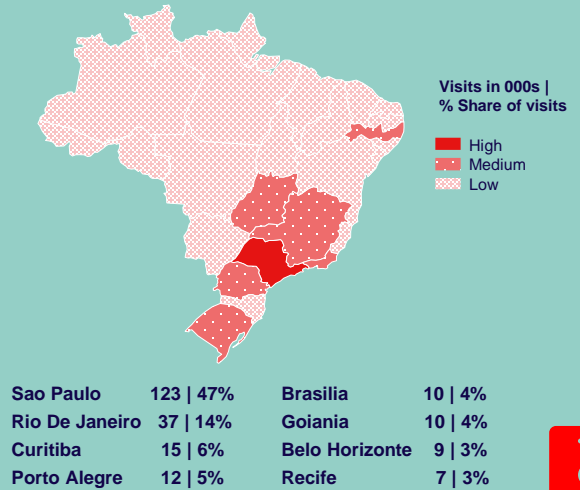 Visits in 000s |
% Share of visits
High
Medium
Low
Sao Paulo 123 | 47% Brasilia 10 | 4%
Rio De Janeiro 37 | 14% Goiania 10 | 4%
Curitiba 15 | 6% Belo Horizonte 9 | 3%
Porto Alegre 12 | 5% Recife 7 | 3%